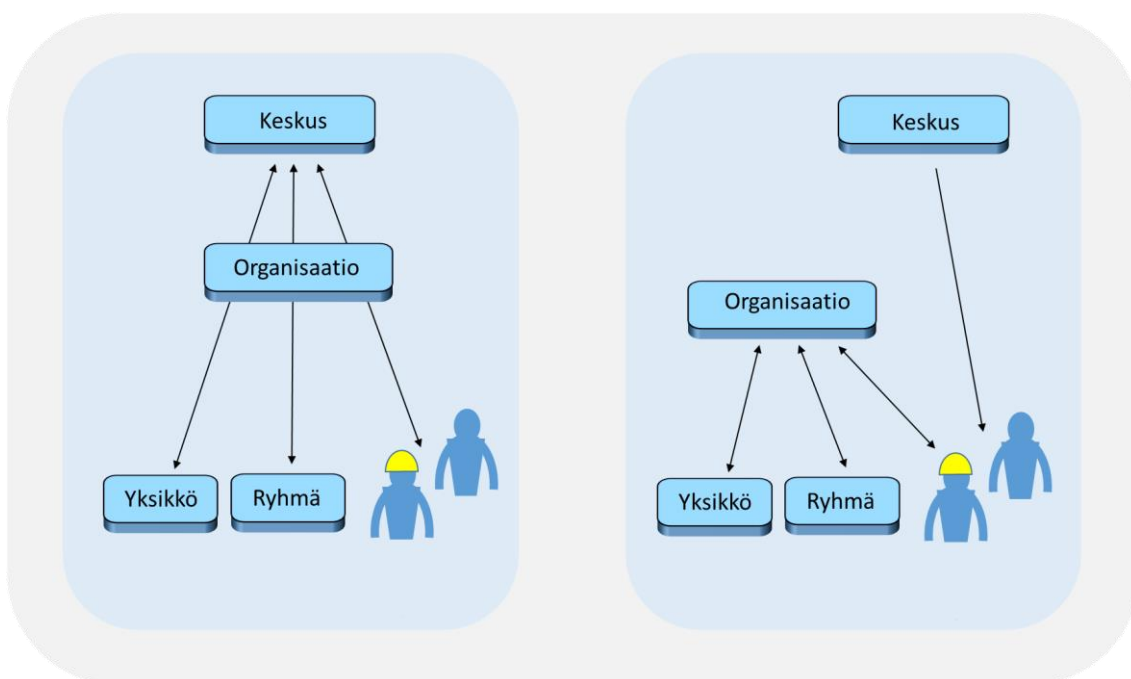 Keskus
Organisaatio
Yksikkö
Ryhmä
Keskus
Organisaatio
Yksikkö
Ryhmä